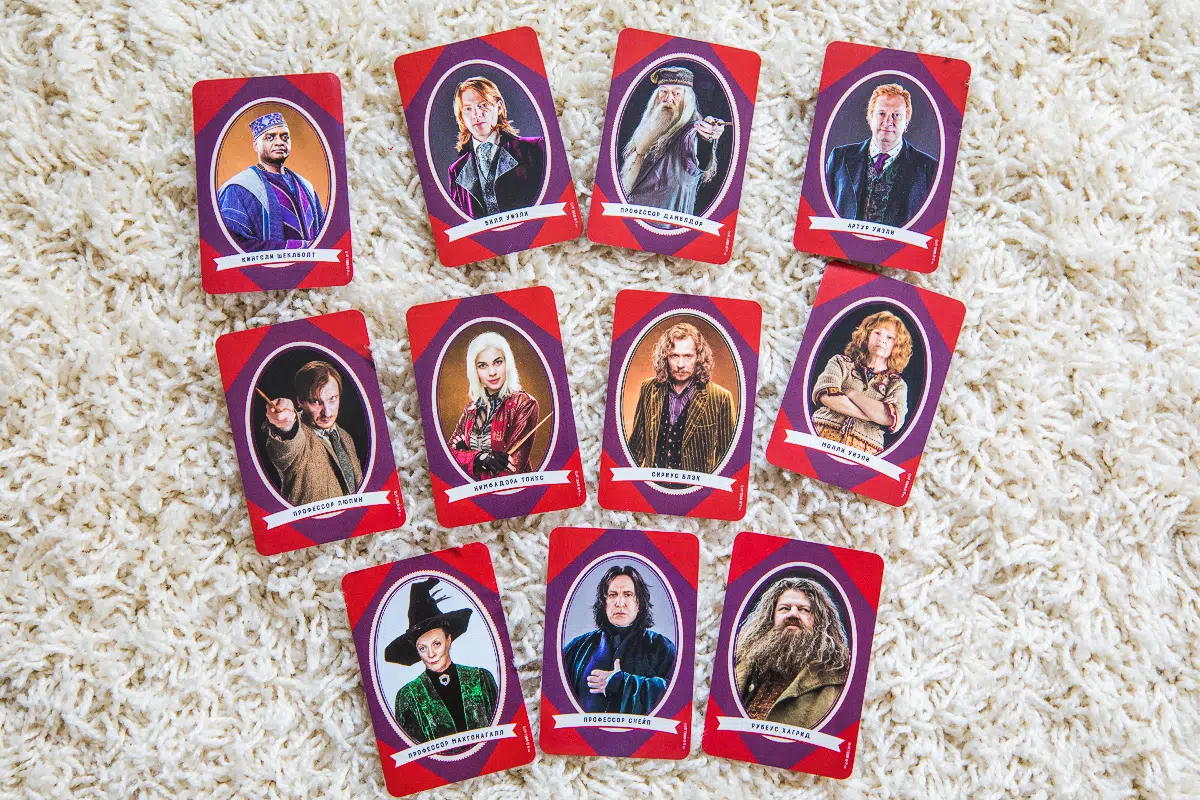 КИНГСЛИ ШЕКЛБОЛТ
БИЛЛ УИЗЛИ
ПРОФЕССОР ДАМБЛДОР
АРТУР УИЗЛИ
ПРОФЕССОР ЛЮПИН
НИМФАДОРА ТОНКС
СИРИУС БЛЭК
МОЛЛИ УИЗЛИ
ПРОФЕССОР МАКГОНАГАЛЛ
ПРОФЕССОР СНЕЙП
РУБЕУС ХАГРИД